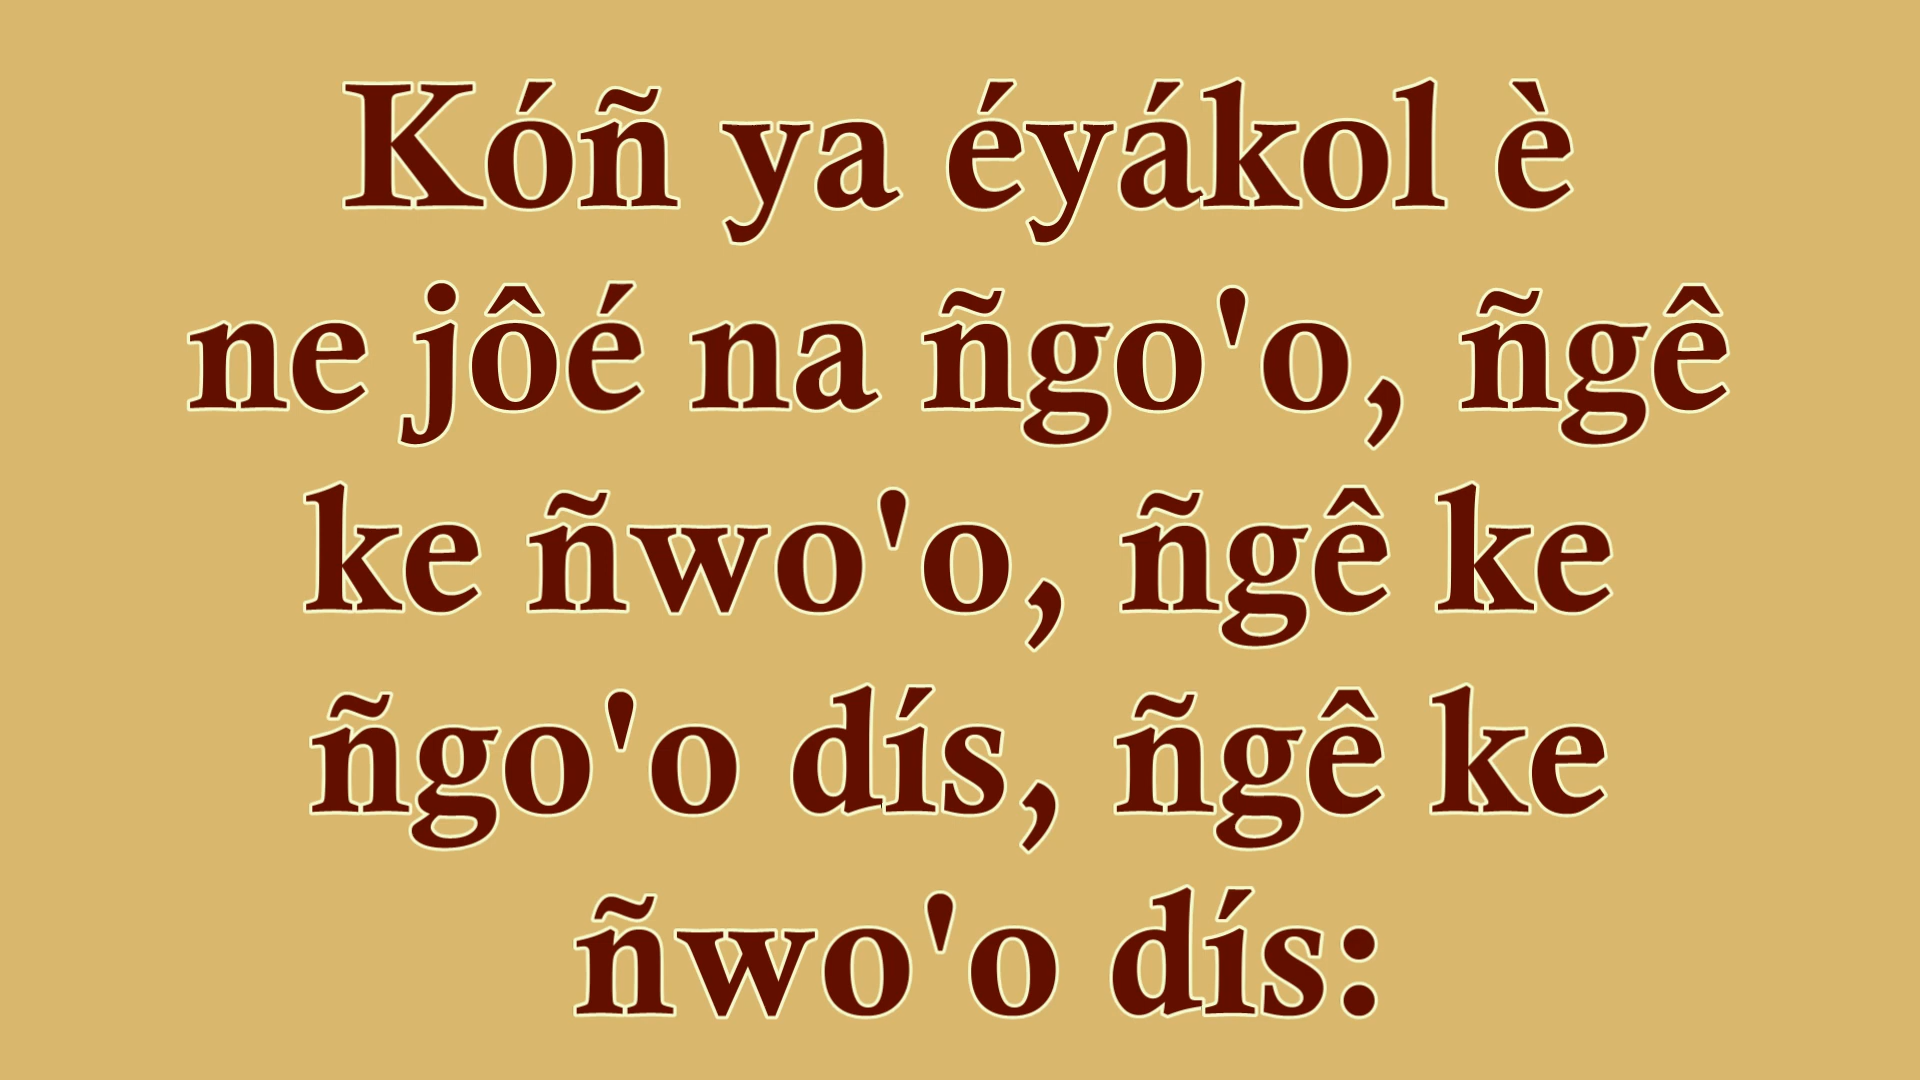 Kóñ ya éyákol è
ne jôé na ñgo'o, ñgê
ke ñwo'o, ñgê ke
ñgo'o dís, ñgê ke
ñwo'o dís: